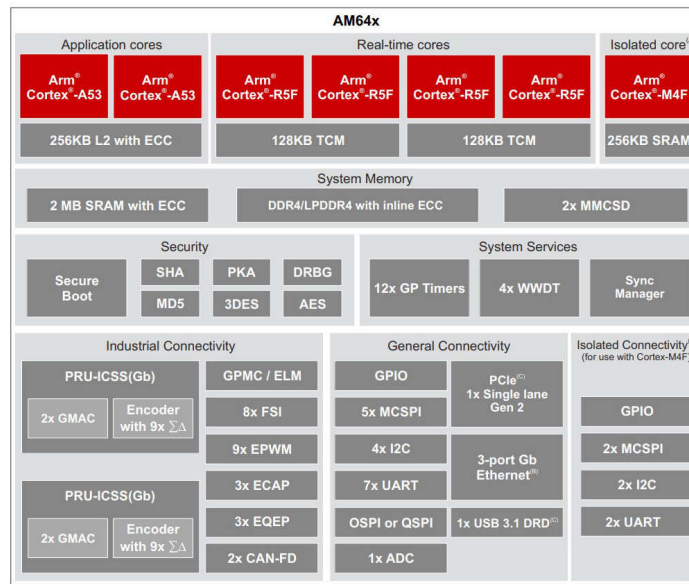 AM64x
Application cores
Real-time cores
Isolated core
Arm®
Cortex®-A53
Arm®
Cortex®-A53
Arm®
Cortex®-R5F
Arm®
Cortex®-R5F
Arm®
Cortex®-R5F
Arm®
Cortex®-R5F
Arm®
Cortex®-M4F
256KB L2 with ECC
128KB TCM
128KB TCM
256KB SRAM
System Memory
2 MB SRAM with ECC
DDR4/LPDDR4 with inline ECC
2x MMCSD
Security
Secure
Boot
SHA
PKA
DRBG
MD5
3DES
AES
System Services
12x GP Timers
4x WWDT
Sync
Manager
Industrial Connectivity
PRU-ICSS(Gb)
2x GMAC
Encoder
with 9x ∑Δ
PRU-ICSS(Gb)
2x GMAC
Encoder
with 9x ∑Δ
GPMC / ELM
8x FSI
9x EPWM
3x ECAP
3x EQEP
2x CAN-FD
General Connectivity
GPIO
5x MCSPI
4x I2C
7x UART
OSPI or QSPI
1x ADC
PCIe(C)
1x Single lane
Gen 2
3-port Gb
Ethernet(B)
1x USB 3.1 DRD(C)
Isolated Connectivity
(for use with Cortex-M4F)
GPIO
2x MCSPI
2x I2C
2x UART